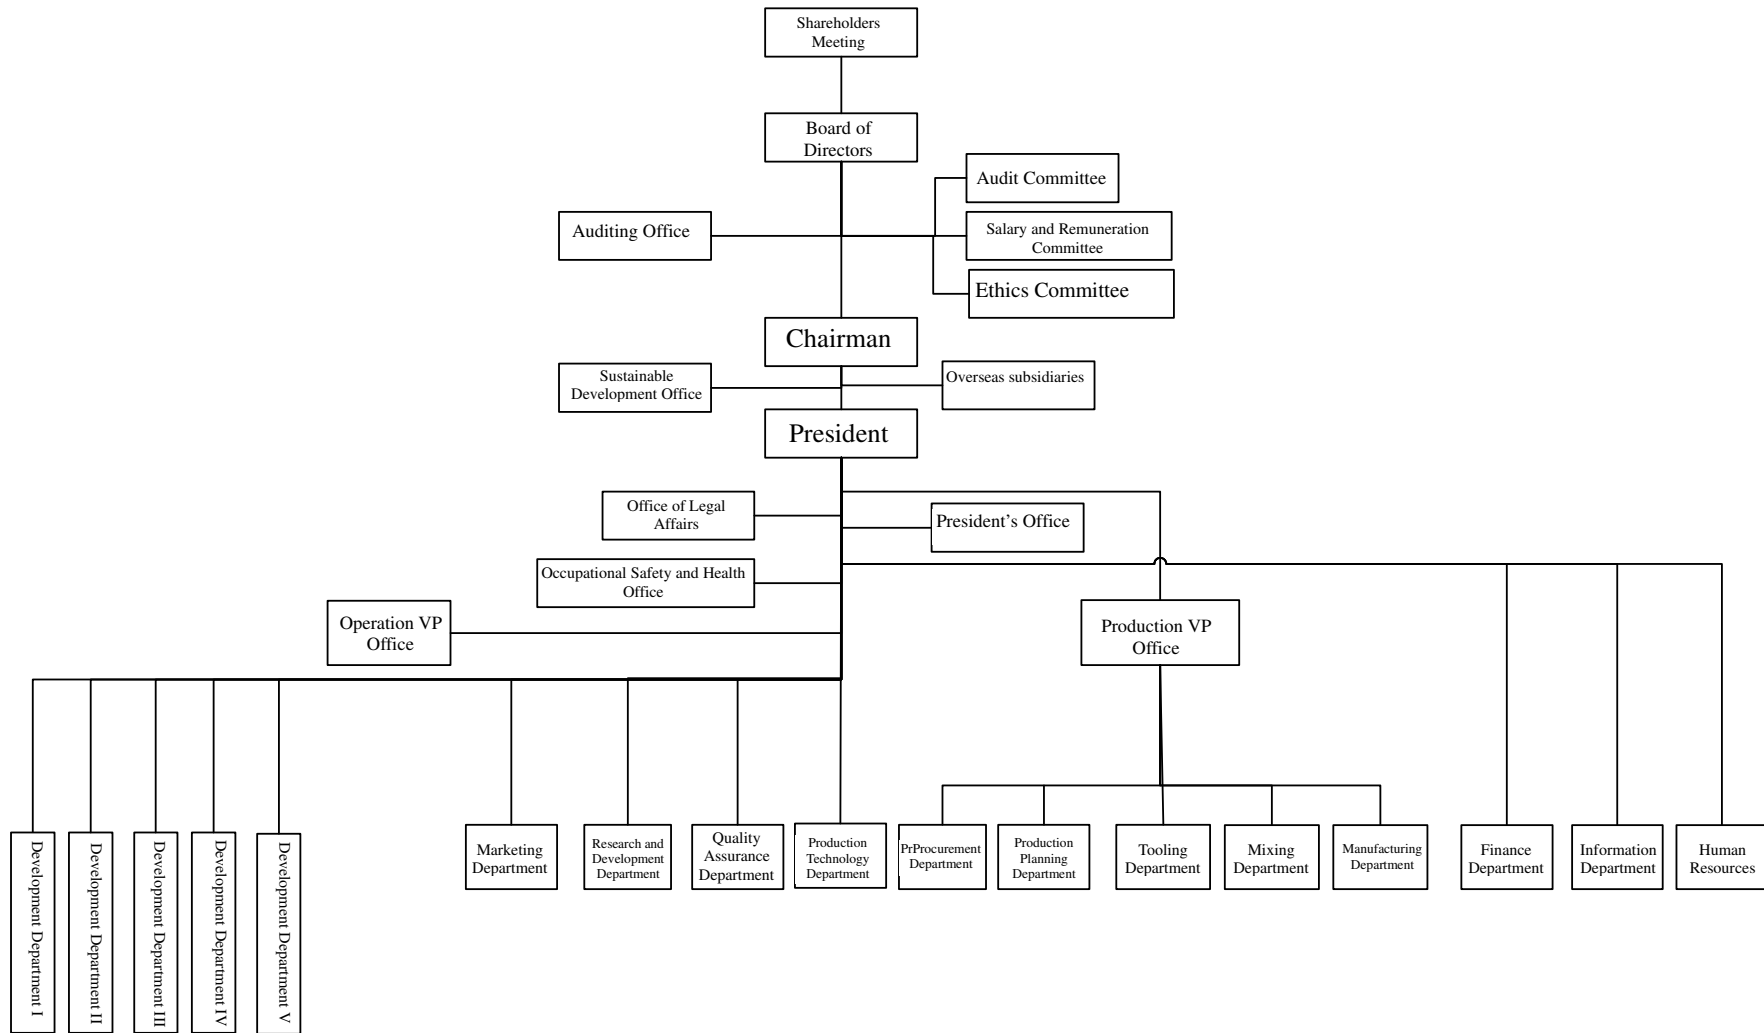 Shareholders
Meeting
Board of
Directors
Audit Committee
Auditing Office
Salary and Remuneration
Committee
Ethics Committee
Chairman
Sustainable
Development Office
Overseas subsidiaries
President
Office of Legal
Affairs
President’s Office
Occupational Safety and Health
Office
Operation VP
Office
Production VP
Office
Development Department I
Development Department II
Development Department III
Development Department IV
Development Department V
Marketing
Department
Research and
Development
Department
Quality
Assurance
Department
Production
Technology
Department
PrProcurement
Department
Production
Planning
Department
Tooling
Department
Mixing
Department
Manufacturing
Department
Finance
Department
Information
Department
Human
Resources